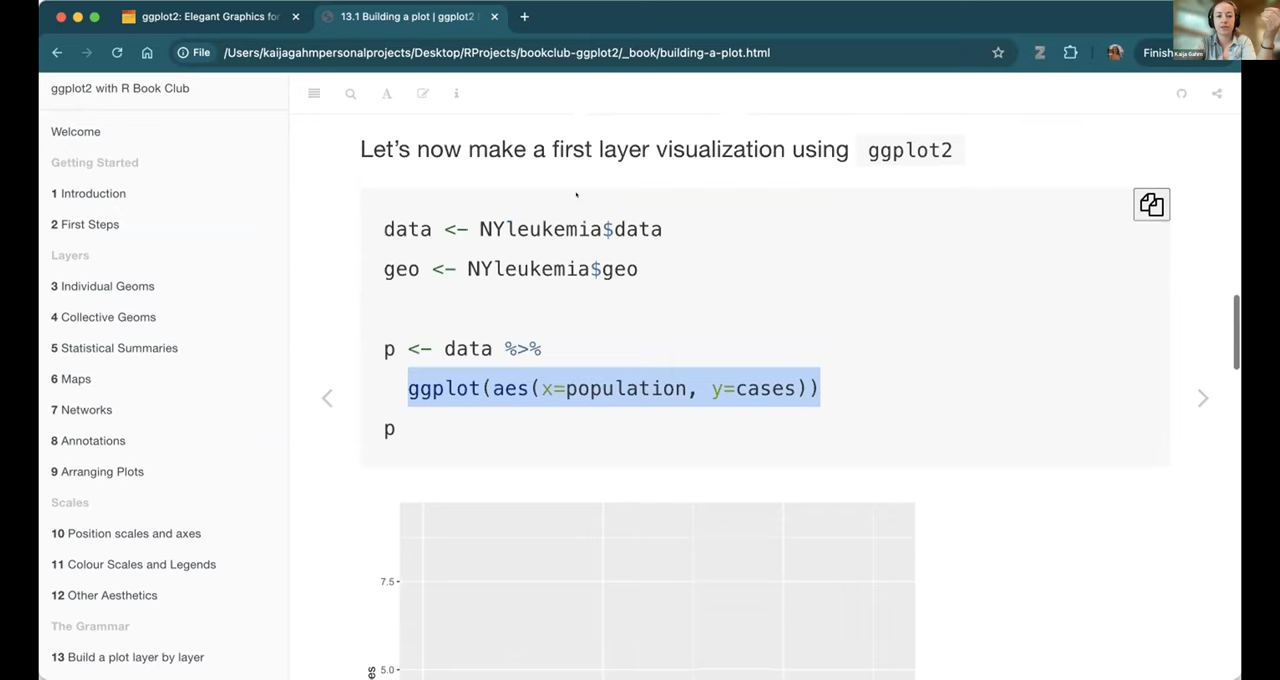 ggplot2: Elegant Graphics for
13.1 Building a plot | ggplot2
File
/Users/kaijagahmpersonalprojects/Desktop/RProjects/bookclub-ggplot2/_book/building-a-plot.html
Finish
Kaija Gahm
ggplot2 with R Book Club
Welcome
Getting Started
1 Introduction
2 First Steps
Layers
3 Individual Geoms
4 Collective Geoms
5 Statistical Summaries
6 Maps
7 Networks
8 Annotations
9 Arranging Plots
Scales
10 Position scales and axes
11 Colour Scales and Legends
12 Other Aesthetics
The Grammar
13 Build a plot layer by layer
Let's now make a first layer visualization using ggplot2
data <- NYleukemia$data
geo <- NYleukemia$geo
p <- data %>%
ggplot(aes(x=population, y=cases))
p
7.5
5.0
es